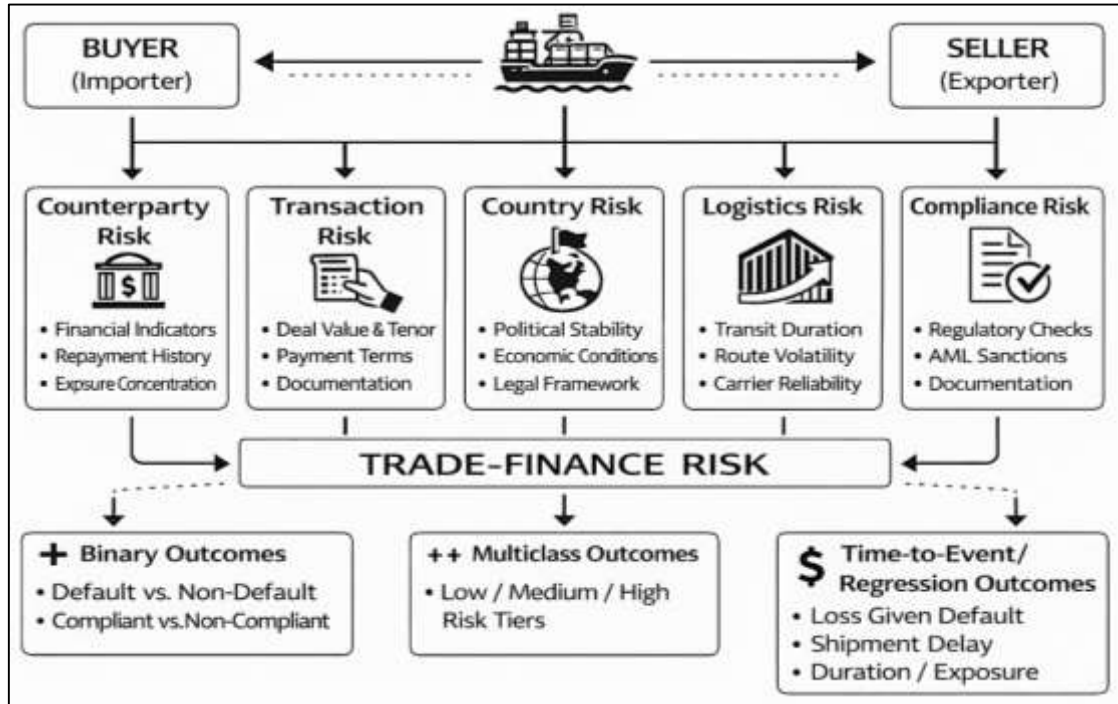 BUYER
(Importer)
SELLER
(Exporter)
Counterparty
Risk
$
• Financial Indicators
• Repayment History
• Expsure Concentration
Transaction
Risk
• Deal Value & Tenor
• Payment Terms
• Documentation
Country Risk
• Political Stability
• Economic Conditions
• Legal Framework
Logistics Risk
• Transit Duration
• Route Volatility
• Carrier Reliability
Compliance Risk
• Regulatory Checks
• AML Sanctions
• Documentation
TRADE-FINANCE RISK
+ Binary Outcomes
• Default vs. Non-Default
• Compliant vs.Non-Compliant
++ Multiclass Outcomes
• Low / Medium / High
Risk Tiers
$ Time-to-Event/
Regression Outcomes
• Loss Given Default
• Shipment Delay
• Duration / Exposure